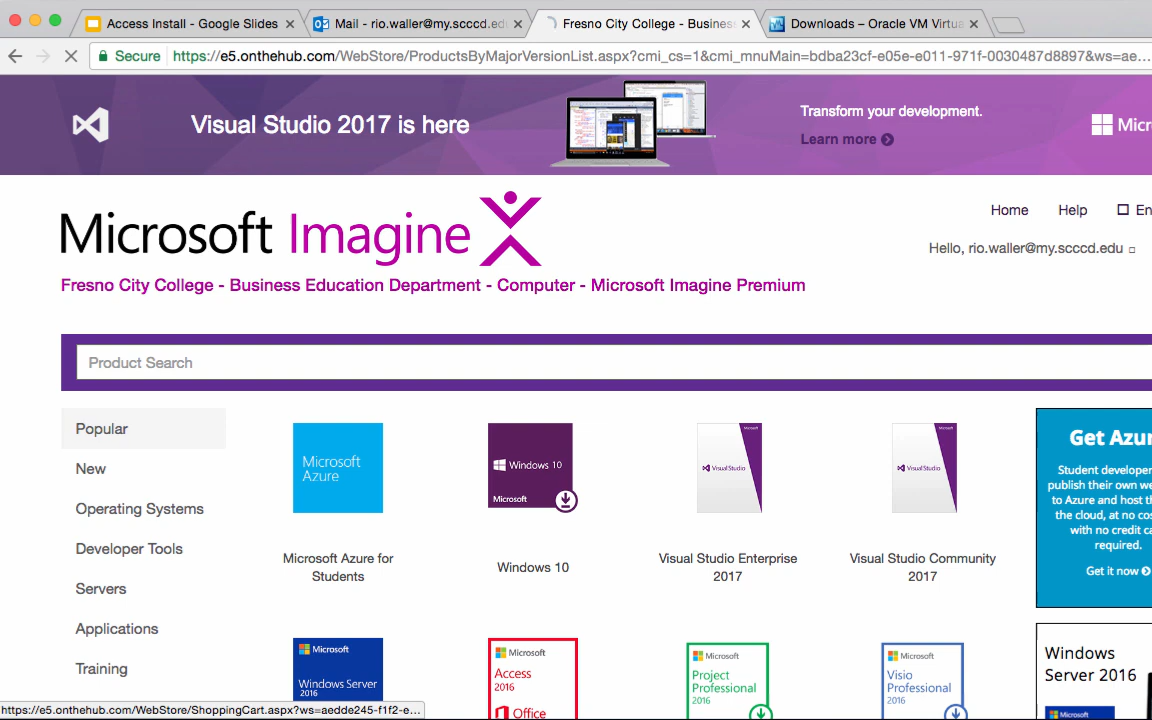 Access Install - Google Slides
Mail - rio.waller@my.scccd.ed
Fresno City College - Busines
Downloads – Oracle VM Virtua
Secure
https://e5.onthehub.com/WebStore/ProductsByMajorVersionList.aspx?cmi_cs=1&cmi_mnuMain=bdba23cf-e05e-e011-971f-0030487d8897&ws=ae...
Visual Studio 2017 is here
Transform your development.
Learn more
Micr
Microsoft Imagine
Home Help En
Hello, rio.waller@my.scccd.edu
Fresno City College - Business Education Department - Computer - Microsoft Imagine Premium
Product Search
Popular
New
Operating Systems
Developer Tools
Servers
Applications
Training
Microsoft
Azure
Microsoft Azure for
Students
Windows 10
Microsoft
Windows 10
Microsoft
VisualStudio
Visual Studio Enterprise
2017
Microsoft
VisualStudio
Visual Studio Community
2017
Get Azur
Student developer
publish their own we
to Azure and host th
the cloud, at no cos
with no credit ca
required.
Get it now
Microsoft
Windows Server
2016
Microsoft
Access
2016
Office
Microsoft
Project
Professional
2016
Microsoft
Visio
Professional
2016
Windows
Server 2016
Microsoft
https://e5.onthehub.com/WebStore/ShoppingCart.aspx?ws=aedde245-f1f2-e...